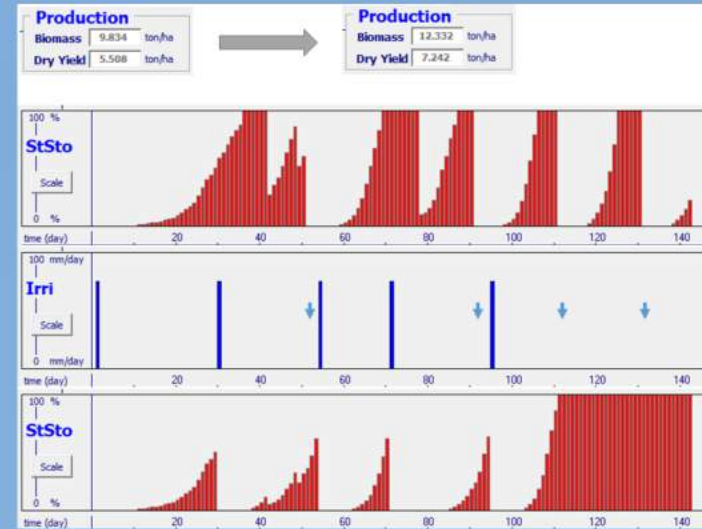 Production
Biomass 9.834 ton/ha
Dry Yield 5.508 ton/ha
Production
Biomass 12.332 ton/ha
Dry Yield 7.242 ton/ha
100 %
StSto
Scale
0 %
time (day) 20 40 60 80 100 120 140
100 mm/day
Irri
Scale
0 mm/day
time (day) 20 40 60 80 100 120 140
100 %
StSto
Scale
0 %
time (day) 20 40 60 80 100 120 140